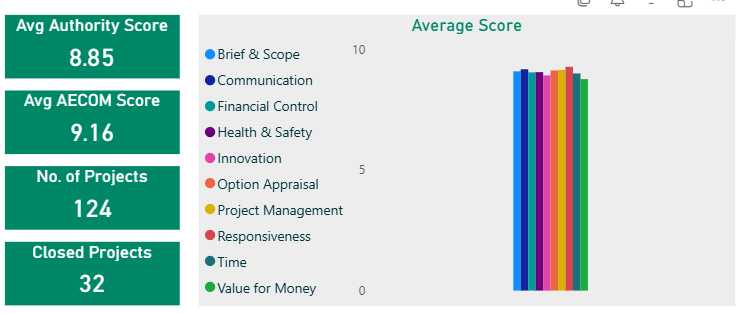 Avg Authority Score
8.85
Avg AECOM Score
9.16
No. of Projects
124
Closed Projects
32
Average Score
Brief & Scope
Communication
Financial Control
Health & Safety
Innovation
Option Appraisal
Project Management
Responsiveness
Time
Value for Money
10
5
0